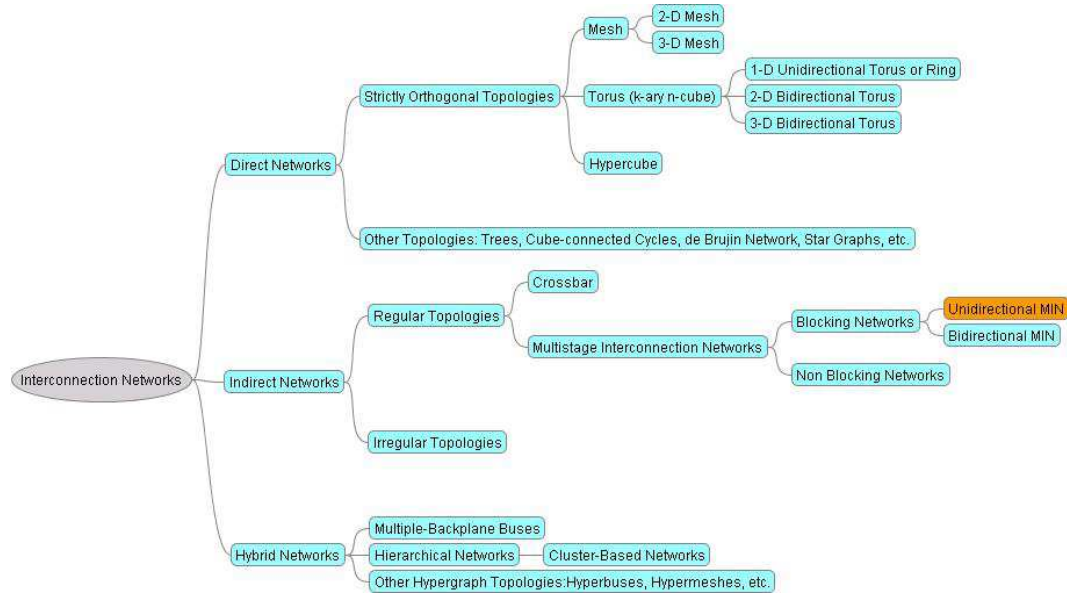 2-D Mesh
Mesh
3-D Mesh
1-D Unidirectional Torus or Ring
Strictly Orthogonal Topologies
Torus (k-ary n-cube)
2-D Bidirectional Torus
3-D Bidirectional Torus
Direct Networks
Hypercube
Other Topologies: Trees, Cube-connected Cycles, de Brujin Network, Star Graphs, etc.
Crossbar
Regular Topologies
Unidirectional MIN
Blocking Networks
Bidirectional MIN
Multistage Interconnection Networks
Non Blocking Networks
Interconnection Networks
Indirect Networks
Irregular Topologies
Multiple-Backplane Buses
Hybrid Networks
Hierarchical Networks
Cluster-Based Networks
Other Hypergraph Topologies:Hyperbuses, Hypermeshes, etc.